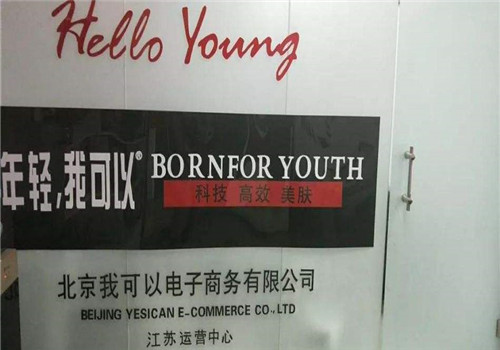 Hello Young
年轻,我可以® BORNFOR YOUTH
科技 高效 美肤
北京我可以电子商务有限公司
BEIJING YESICAN E-COMMERCE CO.,LTD
江苏运营中心